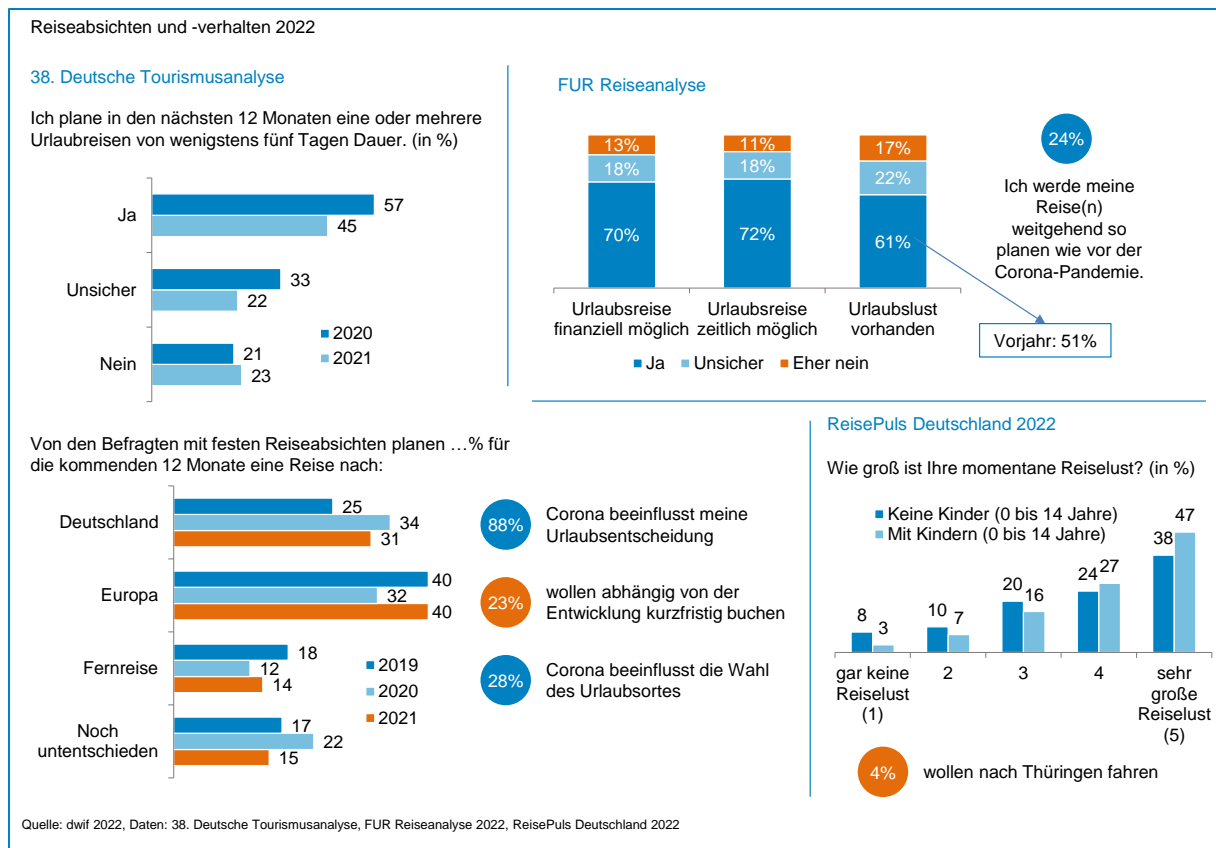 Reiseabsichten und -verhalten 2022
38. Deutsche Tourismusanalyse
Ich plane in den nächsten 12 Monaten eine oder mehrere
Urlaubreisen von wenigstens fünf Tagen Dauer. (in %)
Ja
57
45
Unsicher
33
22
Nein
21
23
2020
2021
FUR Reiseanalyse
13%
11%
17%
18%
18%
22%
70%
72%
61%
Urlaubsreise
finanziell möglich
Urlaubsreise
zeitlich möglich
Urlaubslust
vorhanden
Ja
Unsicher
Eher nein
Vorjahr: 51%
24%
Ich werde meine
Reise(n)
weitgehend so
planen wie vor der
Corona-Pandemie.
Von den Befragten mit festen Reiseabsichten planen …% für
die kommenden 12 Monate eine Reise nach:
Deutschland
25
34
31
Europa
40
32
40
Fernreise
18
12
14
Noch
untentschieden
17
22
15
2019
2020
2021
88%
Corona beeinflusst meine
Urlaubsentscheidung
23%
wollen abhängig von der
Entwicklung kurzfristig buchen
28%
Corona beeinflusst die Wahl
des Urlaubsortes
ReisePuls Deutschland 2022
Wie groß ist Ihre momentane Reiselust? (in %)
Keine Kinder (0 bis 14 Jahre)
Mit Kindern (0 bis 14 Jahre)
8
3
10
7
20
16
24
27
38
47
gar keine
Reiselust
(1)
2
3
4
sehr
große
Reiselust
(5)
4%
wollen nach Thüringen fahren
Quelle: dwif 2022, Daten: 38. Deutsche Tourismusanalyse, FUR Reiseanalyse 2022, ReisePuls Deutschland 2022